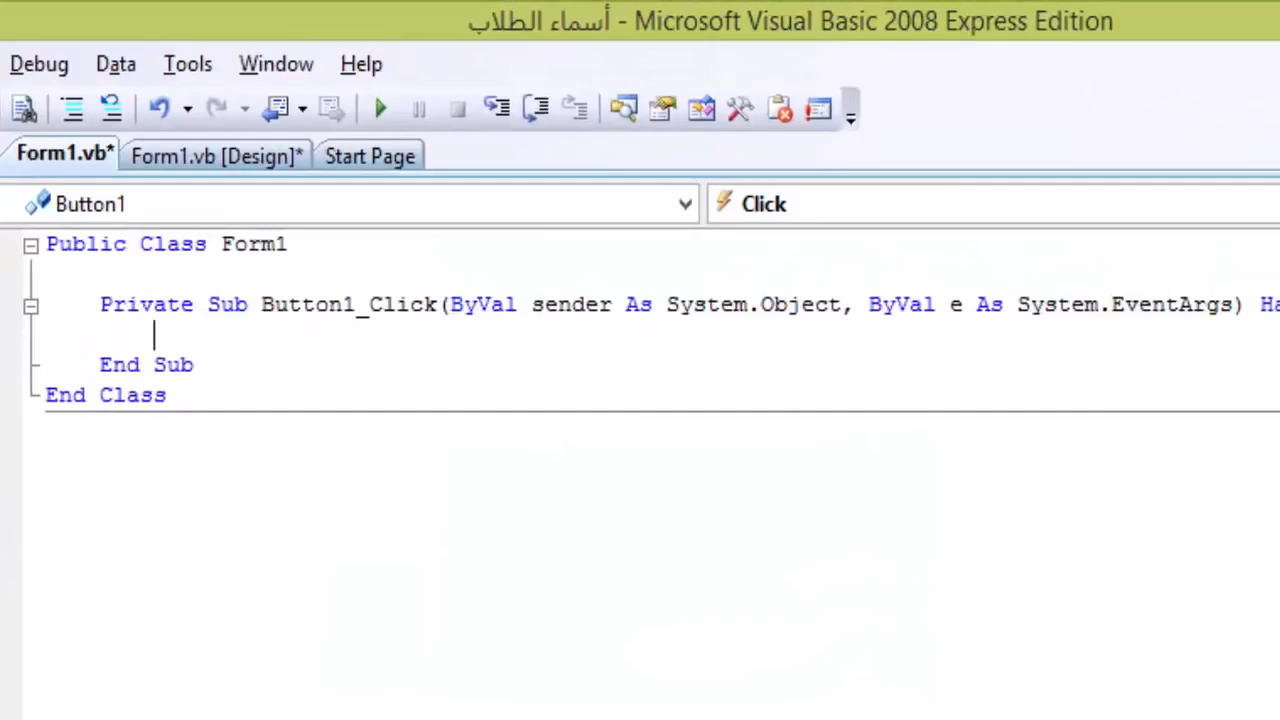 أسماء الطلاب - Microsoft Visual Basic 2008 Express Edition
Debug Data Tools Window Help
Form1.vb* Form1.vb [Design]* Start Page
Button1 Click
Public Class Form1
Private Sub Button1_Click(ByVal sender As System.Object, ByVal e As System.EventArgs) Ha
End Sub
End Class